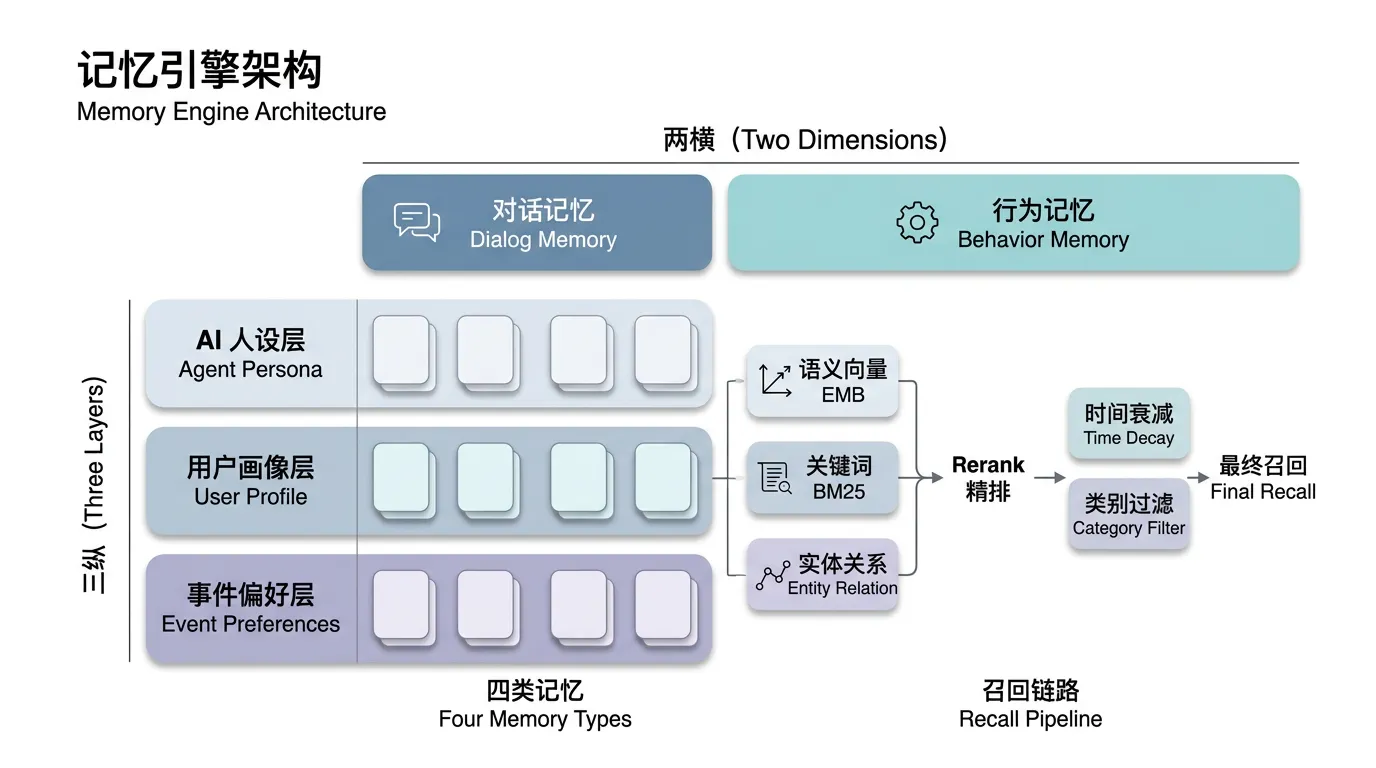 记忆引擎架构
Memory Engine Architecture
两横（Two Dimensions）
对话记忆
Dialog Memory
行为记忆
Behavior Memory
三纵（Three Layers）
AI 人设层
Agent Persona
用户画像层
User Profile
事件偏好层
Event Preferences
语义向量
EMB
关键词
BM25
实体关系
Entity Relation
Rerank
精排
时间衰减
Time Decay
类别过滤
Category Filter
最终召回
Final Recall
四类记忆
Four Memory Types
召回链路
Recall Pipeline